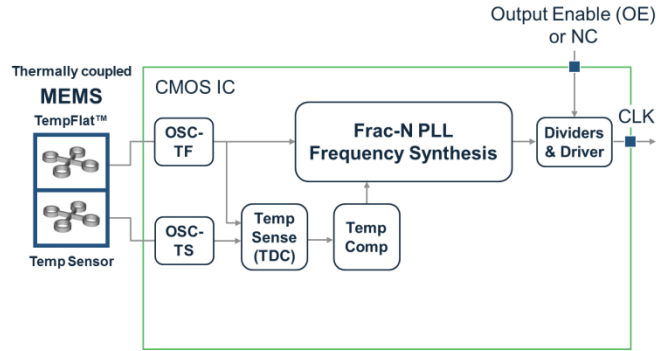 Output Enable (OE)
or NC
Thermally coupled
MEMS
TempFlat™
CMOS IC
CLK
OSC-
TF
Frac-N PLL
Frequency Synthesis
Dividers
& Driver
OSC-
TS
Temp
Sense
(TDC)
Temp
Comp
Temp Sensor